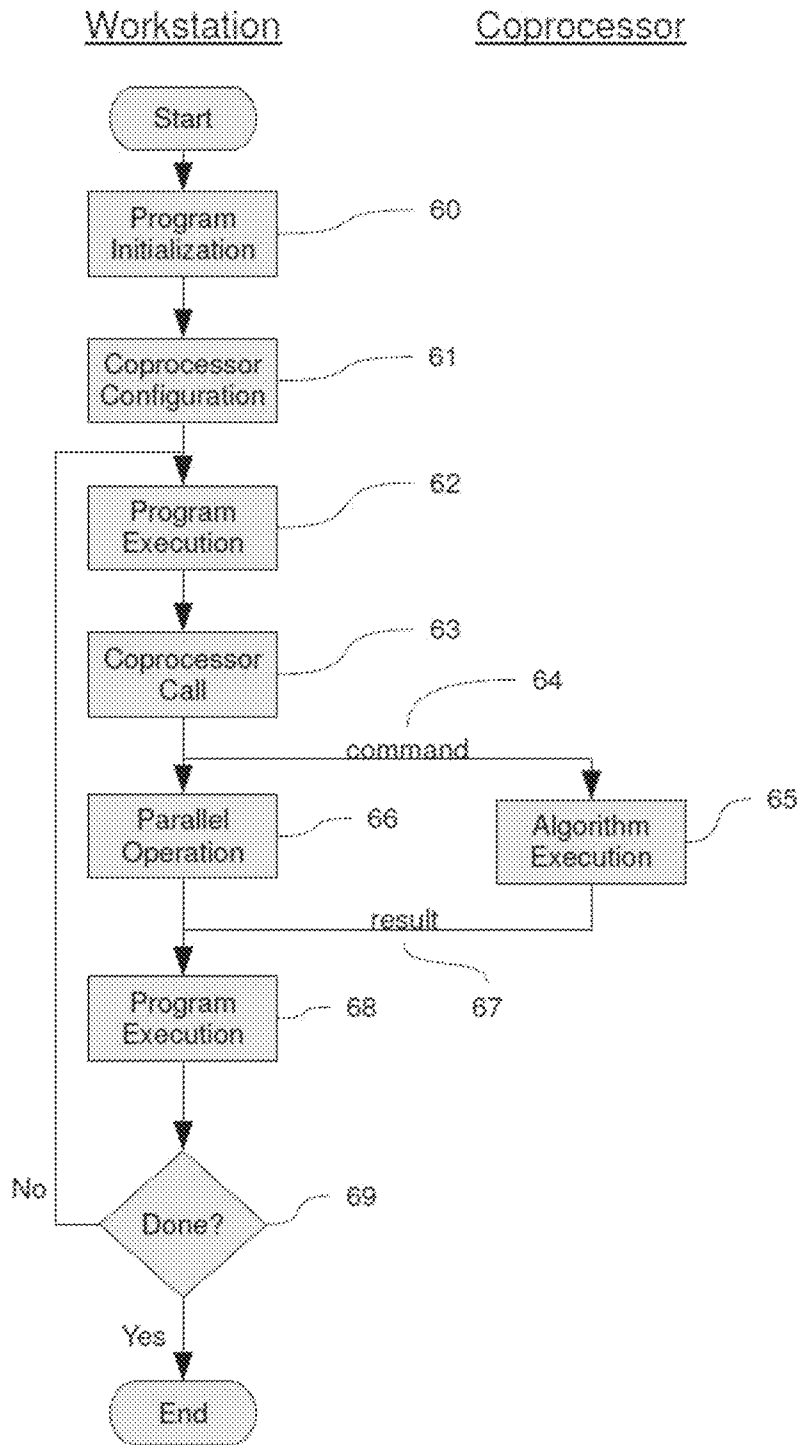 Workstation
Coprocessor
Start
Program
Initialization
60
Coprocessor
Configuration
61
Program
Execution
62
Coprocessor
Call
63
64
command
Parallel
Operation
66
Algorithm
Execution
65
result
67
Program
Execution
68
No
Done?
69
Yes
End